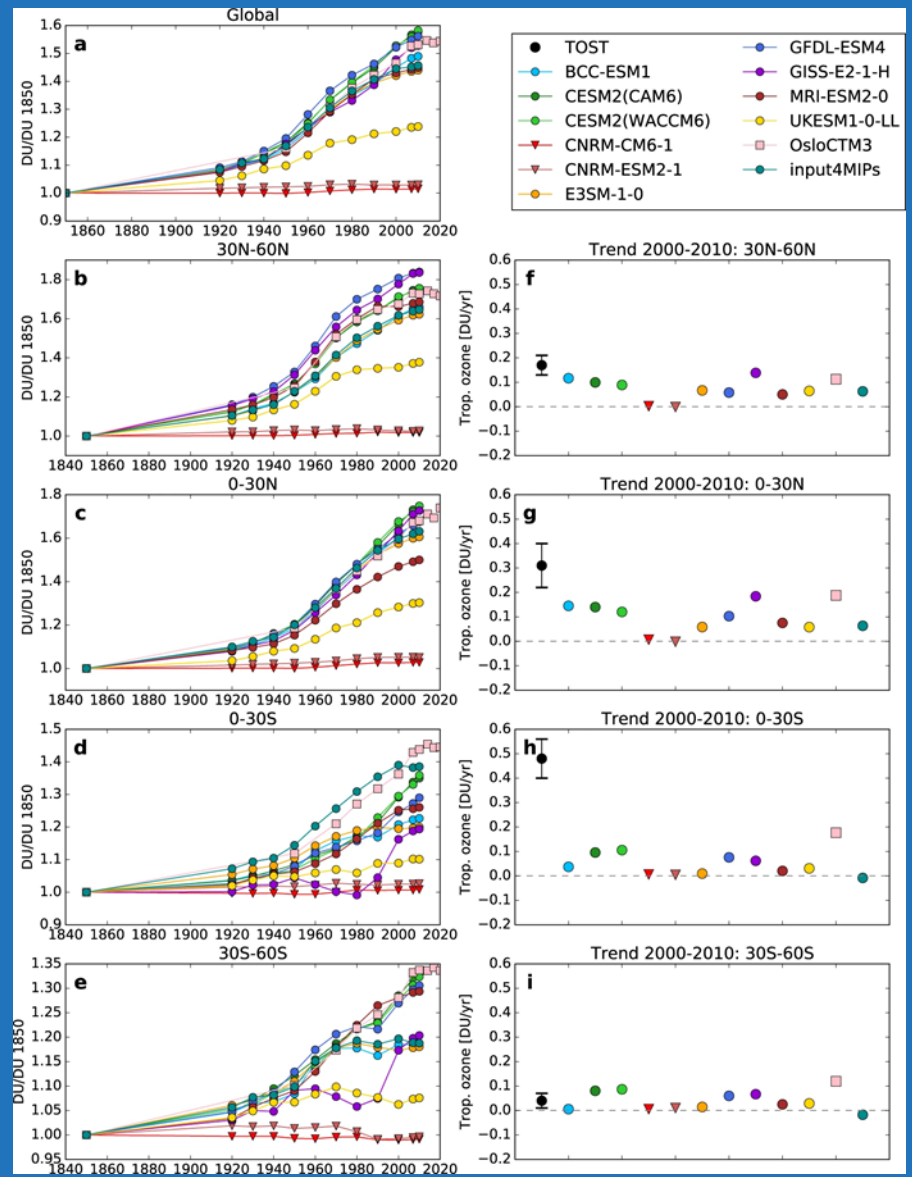 Global
a
1.6
1.5
1.4
1.3
1.2
1.1
1.0
0.9
DU/DU 1850
1860 1880 1900 1920 1940 1960 1980 2000 2020
TOST
BCC-ESM1
CESM2(CAM6)
CESM2(WACCM6)
CNRM-CM6-1
CNRM-ESM2-1
E3SM-1-0
GFDL-ESM4
GISS-E2-1-H
MRI-ESM2-0
UKESM1-0-LL
OsloCTM3
input4MIPs
30N-60N
b
1.8
1.6
1.4
1.2
1.0
DU/DU 1850
1840 1860 1880 1900 1920 1940 1960 1980 2000 2020
Trend 2000-2010: 30N-60N
f
0.6
0.5
0.4
0.3
0.2
0.1
0.0
−0.1
−0.2
Trop. ozone [DU/yr]
0-30N
c
1.8
1.6
1.4
1.2
1.0
DU/DU 1850
1840 1860 1880 1900 1920 1940 1960 1980 2000 2020
Trend 2000-2010: 0-30N
g
0.6
0.5
0.4
0.3
0.2
0.1
0.0
−0.1
−0.2
Trop. ozone [DU/yr]
0-30S
d
1.5
1.4
1.3
1.2
1.1
1.0
0.9
DU/DU 1850
1840 1860 1880 1900 1920 1940 1960 1980 2000 2020
Trend 2000-2010: 0-30S
h
0.6
0.5
0.4
0.3
0.2
0.1
0.0
−0.1
−0.2
Trop. ozone [DU/yr]
30S-60S
e
1.35
1.30
1.25
1.20
1.15
1.10
1.05
1.00
0.95
DU/DU 1850
1840 1860 1880 1900 1920 1940 1960 1980 2000 2020
Trend 2000-2010: 30S-60S
i
0.6
0.5
0.4
0.3
0.2
0.1
0.0
−0.1
−0.2
Trop. ozone [DU/yr]